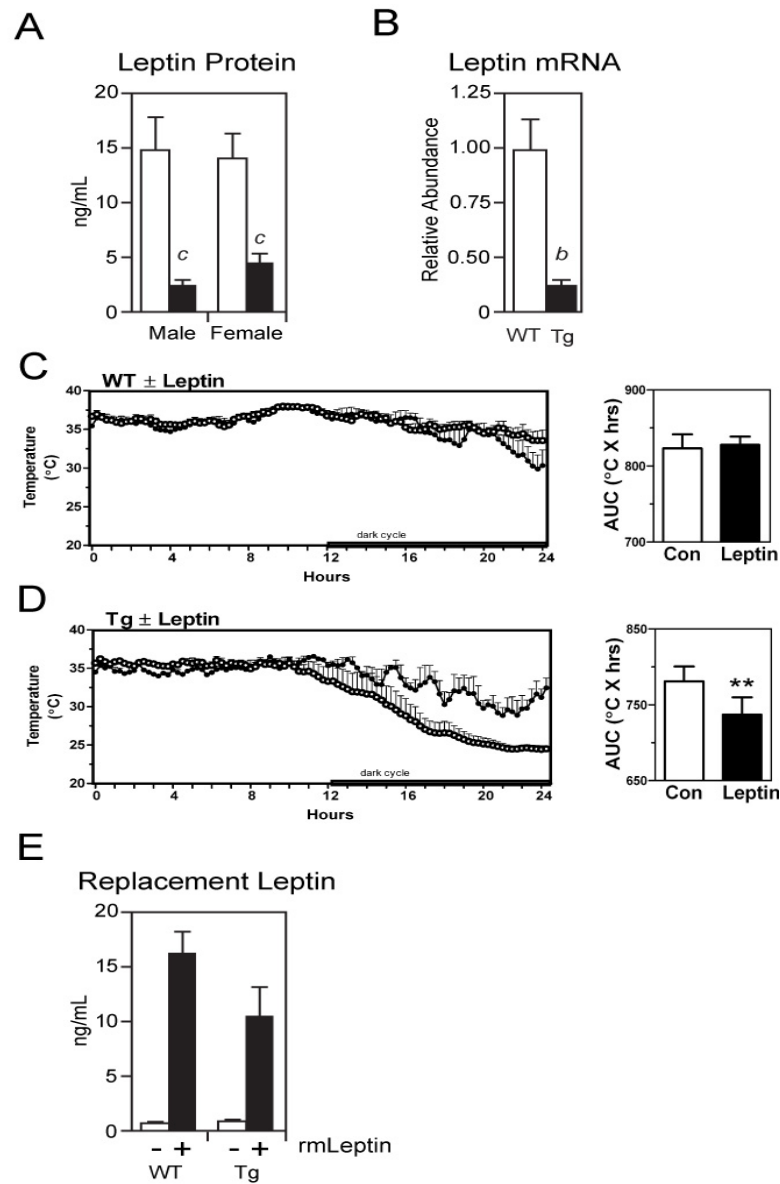 A
Leptin Protein
20
15
10
5
0
ng/mL
c
c
Male Female
B
Leptin mRNA
1.25
1.00
0.75
0.50
0
Relative Abundance
b
WT Tg
C
WT ± Leptin
40
35
30
25
20
Temperature
(°C)
dark cycle
0 4 8 12 16 20 24
Hours
900
800
700
AUC (°C X hrs)
Con Leptin
D
Tg ± Leptin
40
35
30
25
20
Temperature
(°C)
dark cycle
0 4 8 12 16 20 24
Hours
850
750
650
AUC (°C X hrs)
**
Con Leptin
E
Replacement Leptin
20
15
10
5
0
ng/mL
- + - + rmLeptin
WT Tg